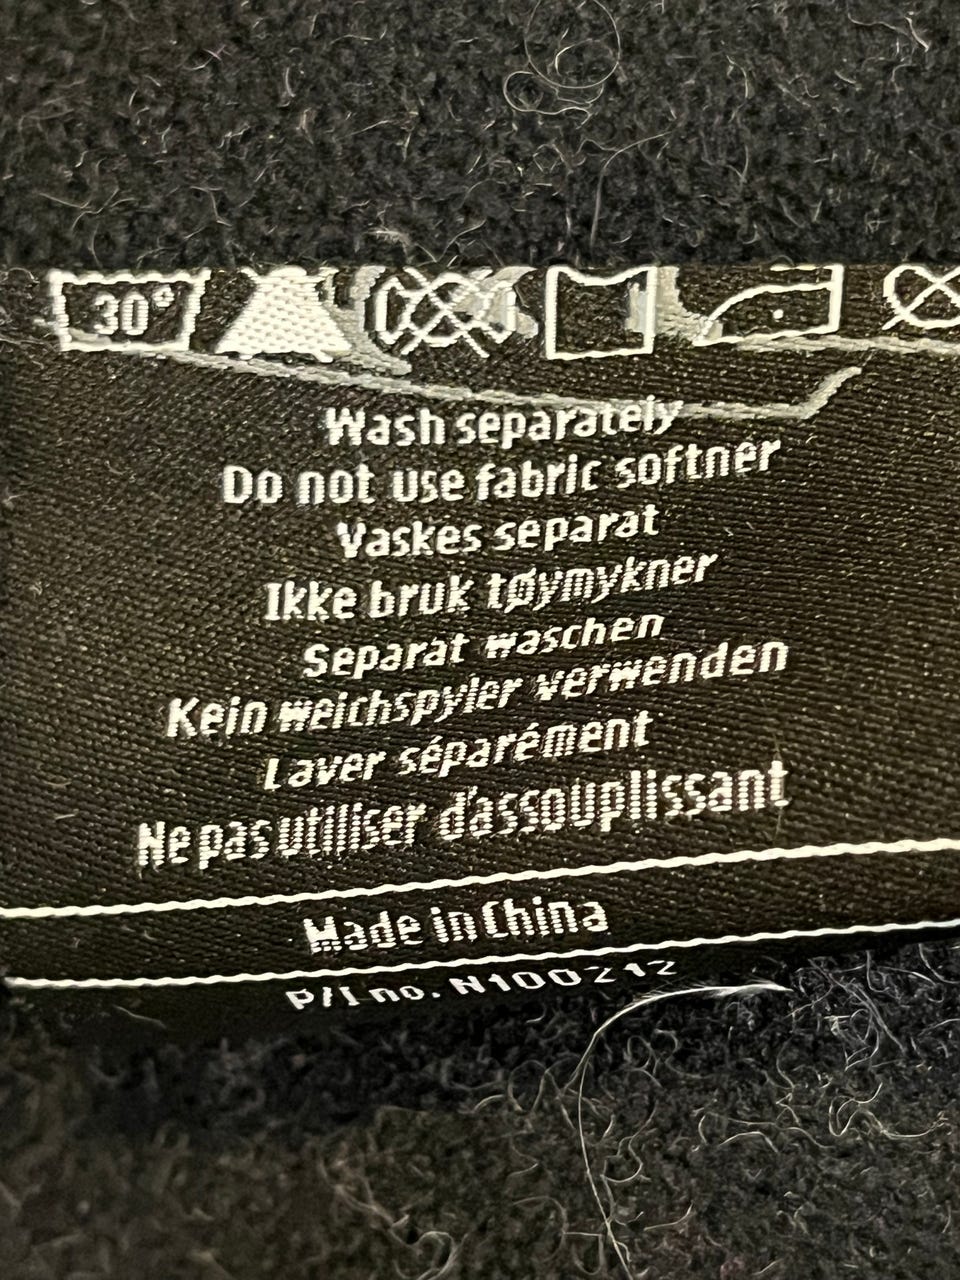 30°
Wash separately
Do not use fabric softner
Vaskes separat
Ikke bruk tøymykner
Separat waschen
Kein weichspyler verwenden
Laver séparément
Ne pas utiliser d'assouplissant
Made in China
P/I no. N100212